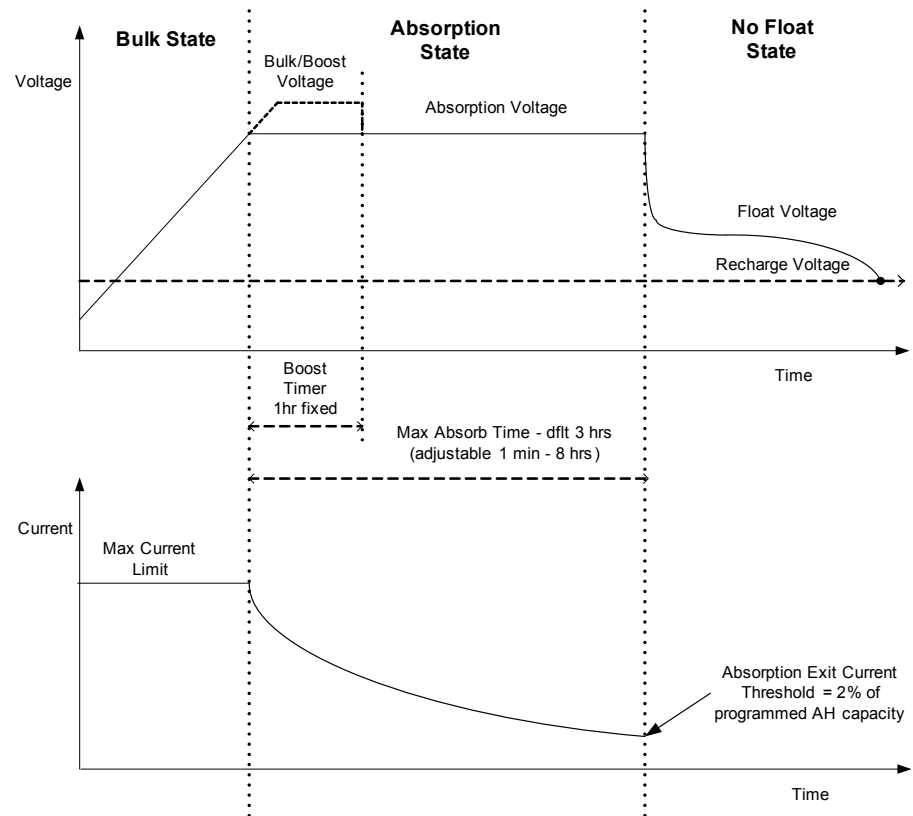 Bulk State
Absorption
State
No Float
State
Voltage
Bulk/Boost
Voltage
Absorption Voltage
Float Voltage
Recharge Voltage
Time
Boost
Timer
1hr fixed
Max Absorb Time - dflt 3 hrs
(adjustable 1 min - 8 hrs)
Current
Max Current
Limit
Absorption Exit Current
Threshold = 2% of
programmed AH capacity
Time